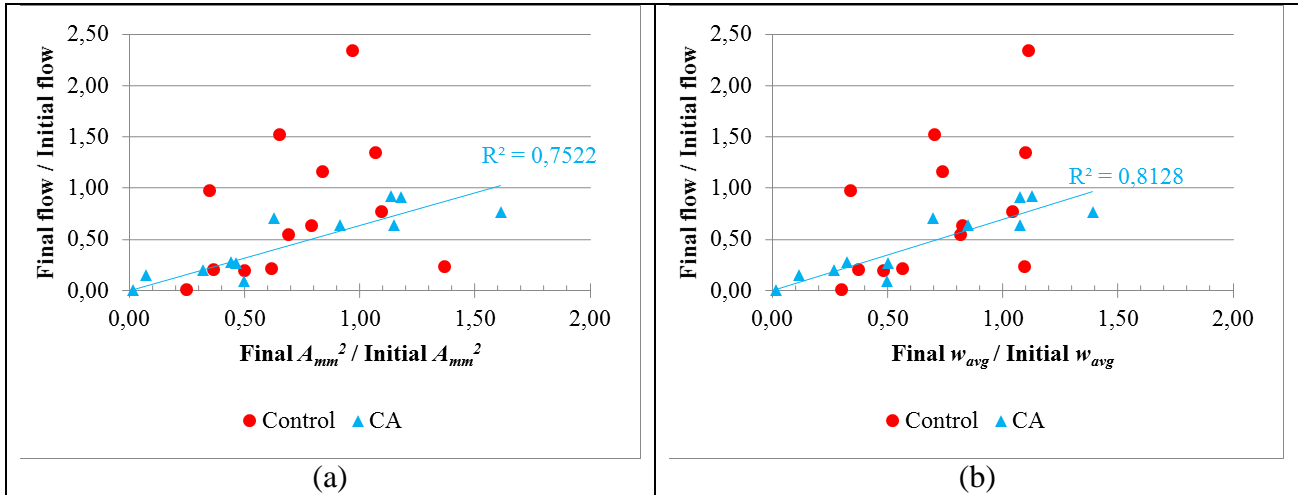 Final flow / Initial flow
2,50
2,00
1,50
1,00
0,50
0,00
R² = 0,7522
0,00 0,50 1,00 1,50 2,00
Final A_mm² / Initial A_mm²
Control CA
(a)
Final flow / Initial flow
2,50
2,00
1,50
1,00
0,50
0,00
R² = 0,8128
0,00 0,50 1,00 1,50 2,00
Final w_avg / Initial w_avg
Control CA
(b)